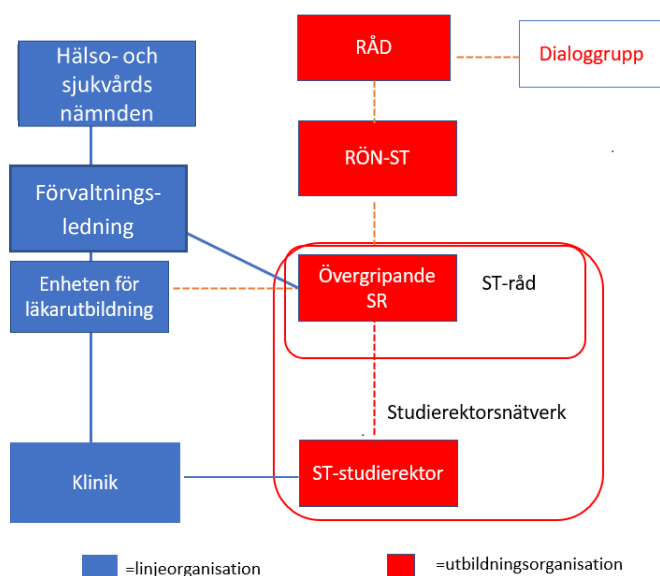 Hälso- och
sjukvårds
nämnden
RÅD
Dialoggrupp
RÖN-ST
Förvaltnings-
ledning
Enheten för
läkarutbildning
Övergripande
SR
ST-råd
Studierektorsnätverk
Klinik
ST-studierektor
=linjeorganisation
=utbildningsorganisation